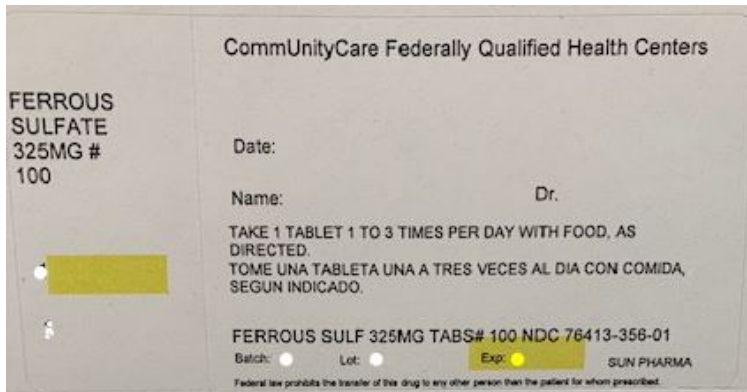 CommUnityCare Federally Qualified Health Centers
FERROUS
SULFATE
325MG #
100
Date:
Name: Dr.
TAKE 1 TABLET 1 TO 3 TIMES PER DAY WITH FOOD, AS
DIRECTED.
TOME UNA TABLETA UNA A TRES VECES AL DIA CON COMIDA,
SEGUN INDICADO.
FERROUS SULF 325MG TABS# 100 NDC 76413-356-01
Batch: Lot: Exp: SUN PHARMA
Federal law prohibits the transfer of this drug to any other person than the patient for whom prescribed.